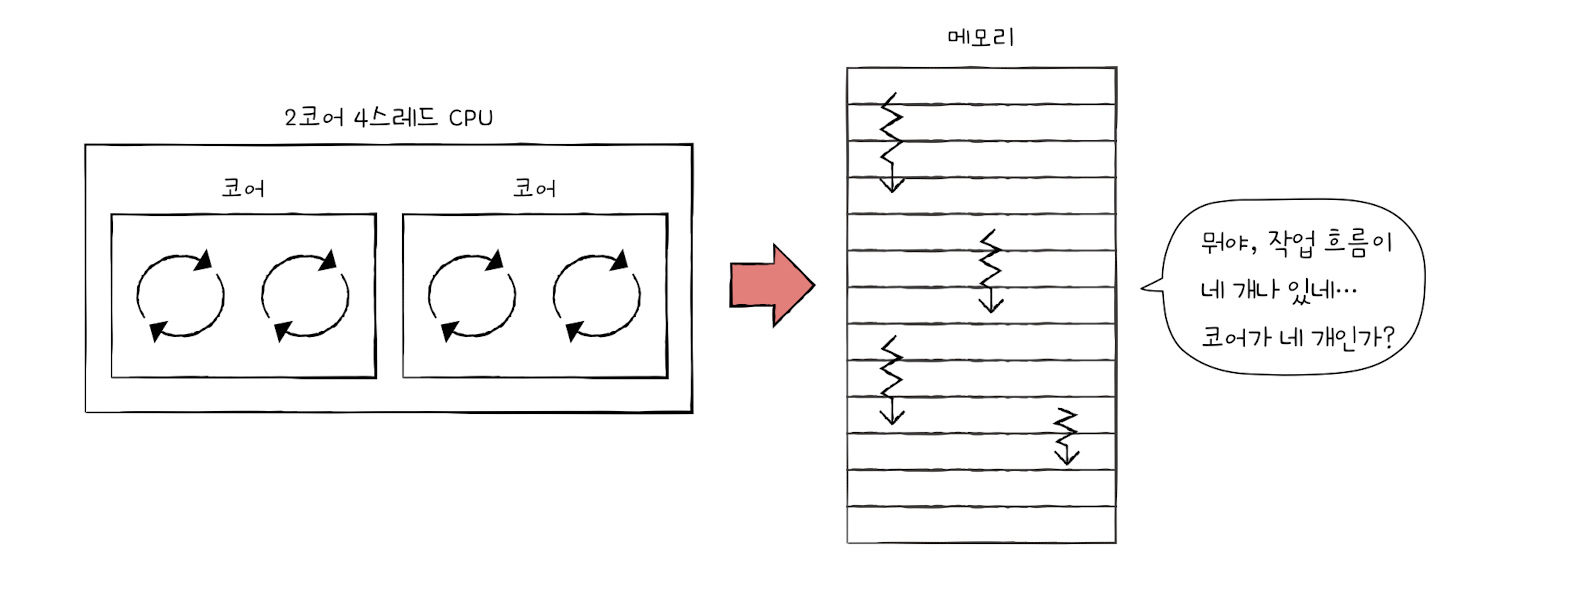 메모리
2코어 4스레드 CPU
코어
코어
뭐야, 작업 흐름이
네 개나 있네…
코어가 네 개인가?